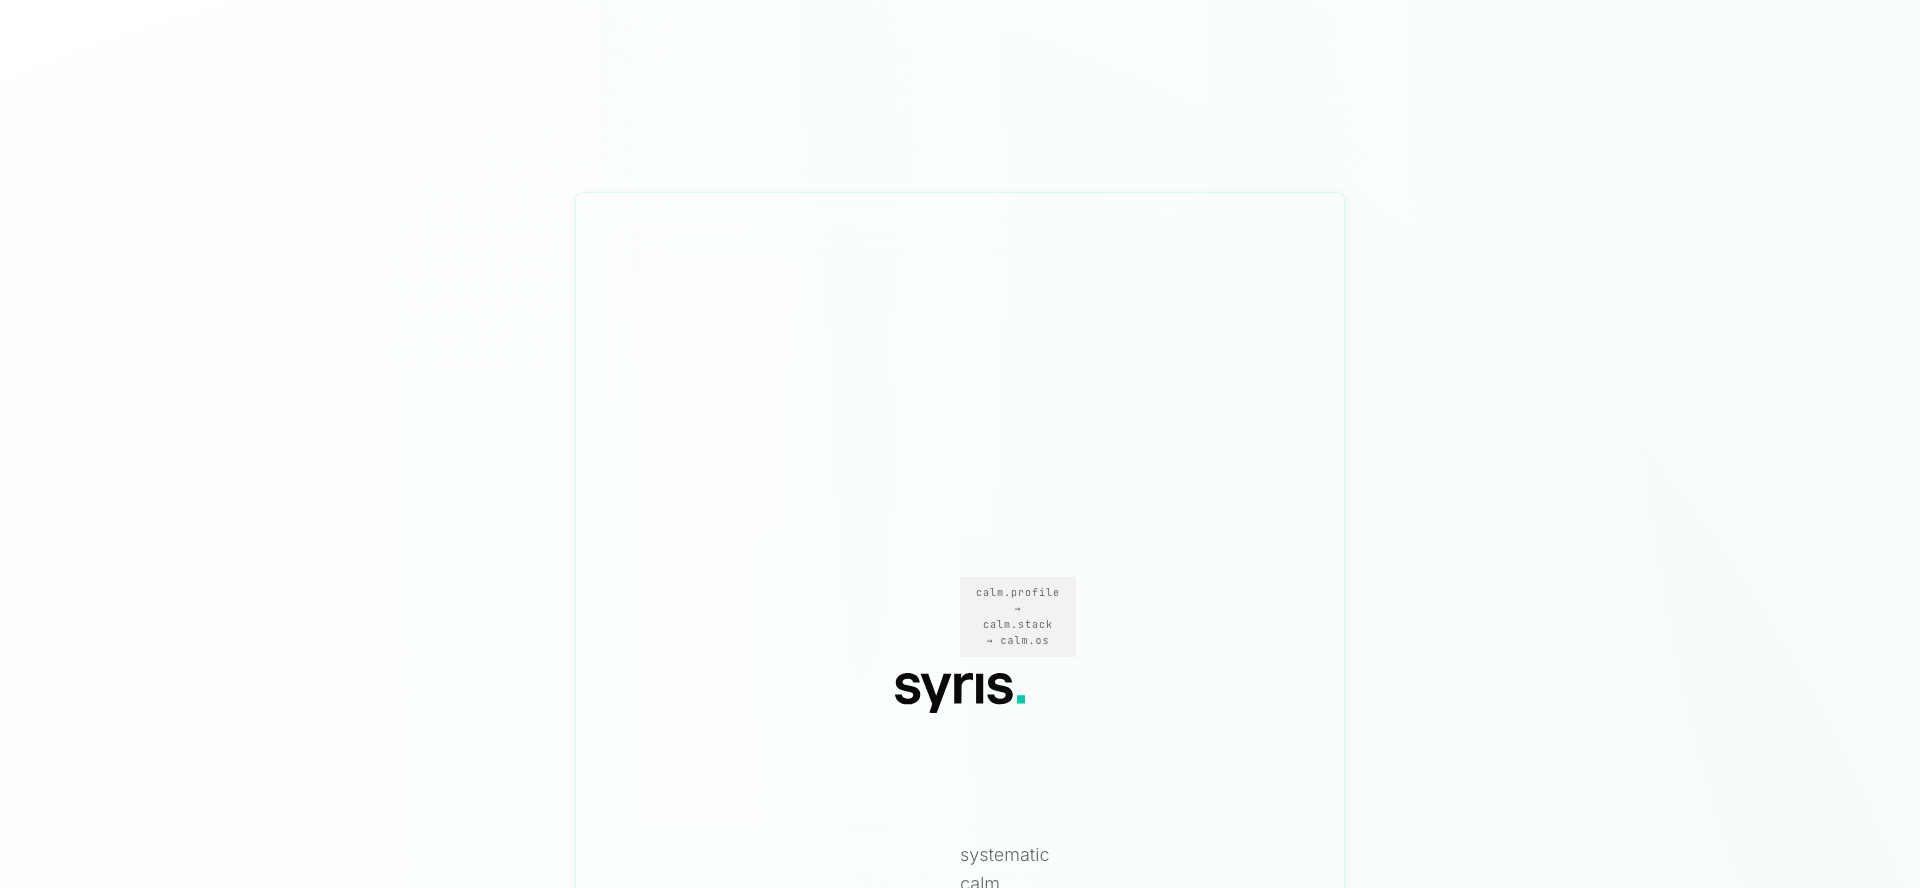 calm.profile
→
calm.stack
→ calm.os
syris.
systematic
calm